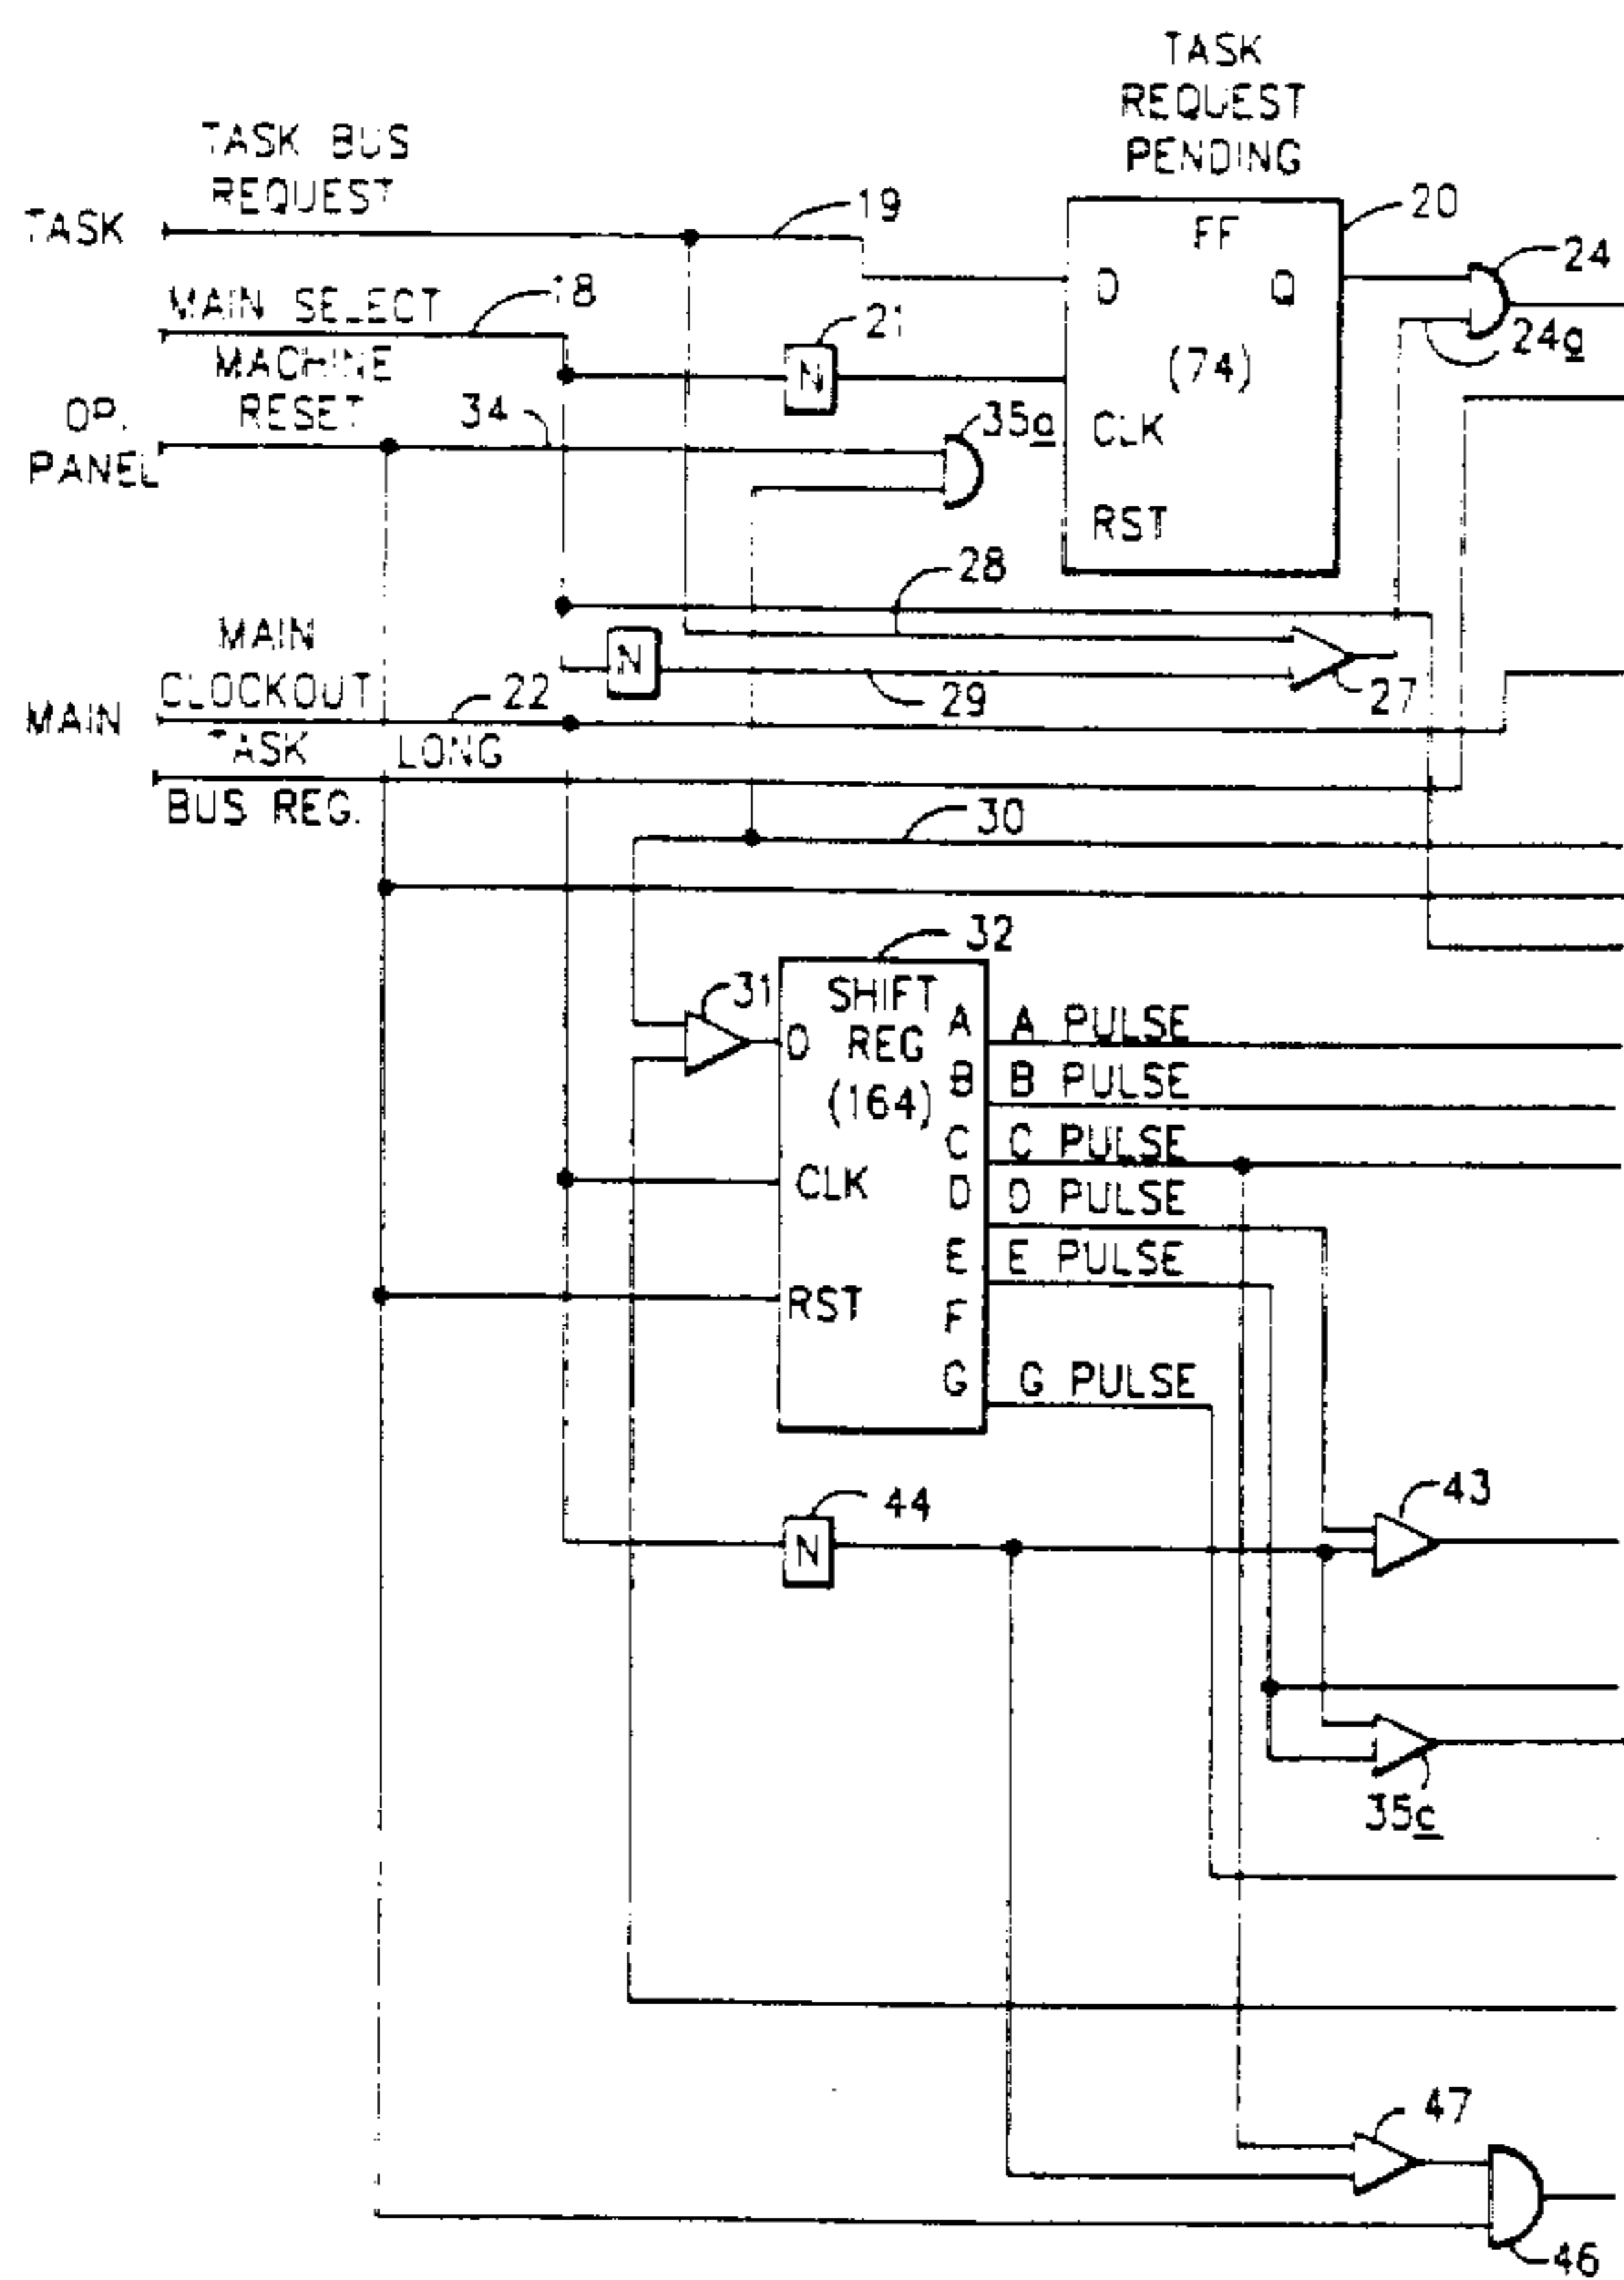 TASK
REQUEST
PENDING
TASK BUS
REQUEST
TASK
19
20
FF
D
Q
24
MAIN SELECT
18
21
N
(74)
24a
MACHINE
RESET
OP.
PANEL
34
35a
CLK
RST
28
MAIN
CLOCKOUT
N
29
27
MAIN
22
TASK LONG
BUS REG.
30
32
31
D
SHIFT
REG
(164)
CLK
RST
A
A PULSE
B
B PULSE
C
C PULSE
D
D PULSE
E
E PULSE
F
G
G PULSE
44
N
43
35c
47
46